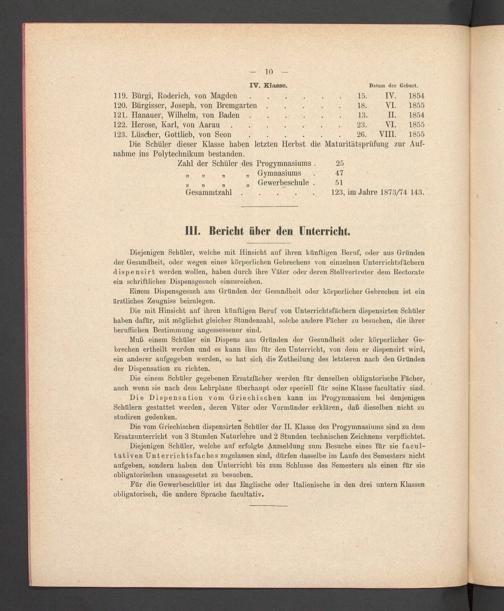 — 10 —
IV. Klasse. Datum der Geburt.
119. Bürgi, Roderich, von Magden . . . . . . 15. IV. 1854
120. Bürgisser, Joseph, von Bremgarten . . . . . 18. VI. 1855
121. Hanauer, Wilhelm, von Baden . . . . . . 13. II. 1854
122. Herose, Karl, von Aarau . . . . . . . 23. VI. 1855
123. Lüscher, Gottlieb, von Seon . . . . . . 26. VIII. 1855
Die Schüler dieser Klasse haben letzten Herbst die Maturitätsprüfung zur Auf-
nahme ins Polytechnikum bestanden.
Zahl der Schüler des Progymnasiums . 25
„ „ „ „ Gymnasiums . 47
„ „ „ „ Gewerbeschule . 51
Gesammtzahl . . . . . 123, im Jahre 1873/74 143.
III. Bericht über den Unterricht.
Diejenigen Schüler, welche mit Hinsicht auf ihren künftigen Beruf, oder aus Gründen
der Gesundheit, oder wegen eines körperlichen Gebrechens von einzelnen Unterrichtsfächern
dispensirt werden wollen, haben durch ihre Väter oder deren Stellvertreter dem Rectorate
ein schriftliches Dispensgesuch einzureichen.
Einem Dispensgesuch aus Gründen der Gesundheit oder körperlicher Gebrechen ist ein
ärztliches Zeugniss beizulegen.
Die mit Hinsicht auf ihren künftigen Beruf von Unterrichtsfächern dispensirten Schüler
haben dafür, mit möglichst gleicher Stundenzahl, solche andere Fächer zu besuchen, die ihrer
beruflichen Bestimmung angemessener sind.
Muß einem Schüler ein Dispens aus Gründen der Gesundheit oder körperlicher Ge-
brechen ertheilt werden und es kann ihm für den Unterricht, von dem er dispensirt wird,
ein anderer aufgegeben werden, so hat sich die Zutheilung des letzteren nach den Gründen
der Dispensation zu richten.
Die einem Schüler gegebenen Ersatzfächer werden für denselben obligatorische Fächer,
auch wenn sie nach dem Lehrplane überhaupt oder speziell für seine Klasse facultativ sind.
Die Dispensation vom Griechischen kann im Progymnasium bei denjenigen
Schülern gestattet werden, deren Väter oder Vormünder erklären, daß dieselben nicht zu
studiren gedenken.
Die vom Griechischen dispensirten Schüler der II. Klasse des Progymnasiums sind zu dem
Ersatzunterricht von 3 Stunden Naturlehre und 2 Stunden technischen Zeichnens verpflichtet.
Diejenigen Schüler, welche auf erfolgte Anmeldung zum Besuche eines für sie facul-
tativen Unterrichtsfaches zugelassen sind, dürfen dasselbe im Laufe des Semesters nicht
aufgeben, sondern haben den Unterricht bis zum Schlusse des Semesters als einen für sie
obligatorischen unausgesetzt zu besuchen.
Für die Gewerbeschüler ist das Englische oder Italienische in den drei untern Klassen
obligatorisch, die andere Sprache facultativ.